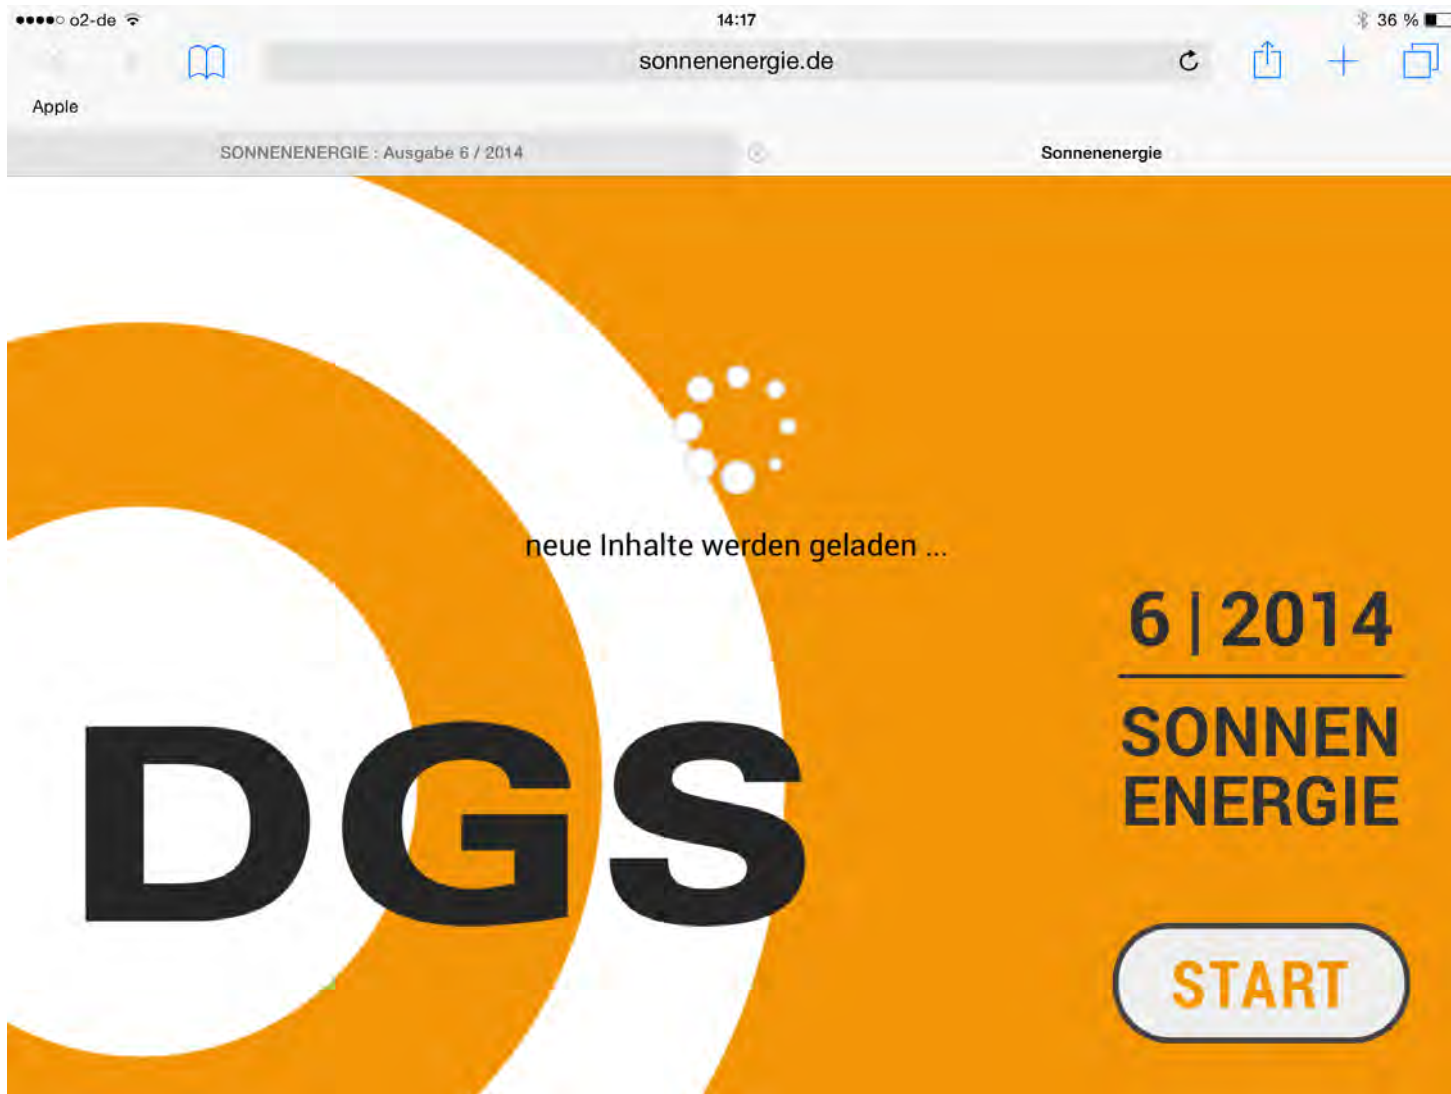 o2-de 14:17 36 %
sonnenenergie.de
Apple
SONNENENERGIE : Ausgabe 6 / 2014 Sonnenenergie
neue Inhalte werden geladen ...
6 | 2014
SONNEN
ENERGIE
DGS
START